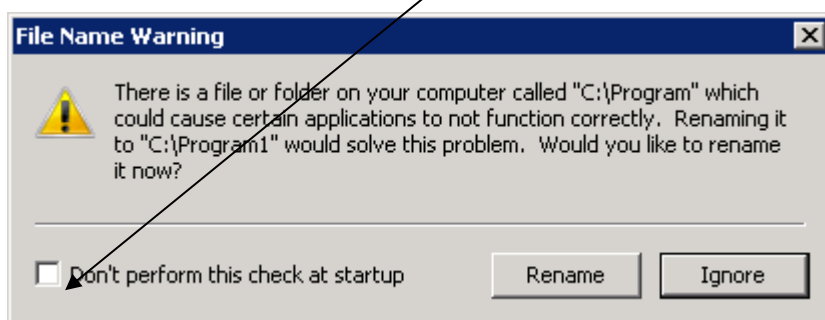 File Name Warning
There is a file or folder on your computer called "C:\Program" which
could cause certain applications to not function correctly. Renaming it
to "C:\Program1" would solve this problem. Would you like to rename
it now?
Don't perform this check at startup
Rename
Ignore